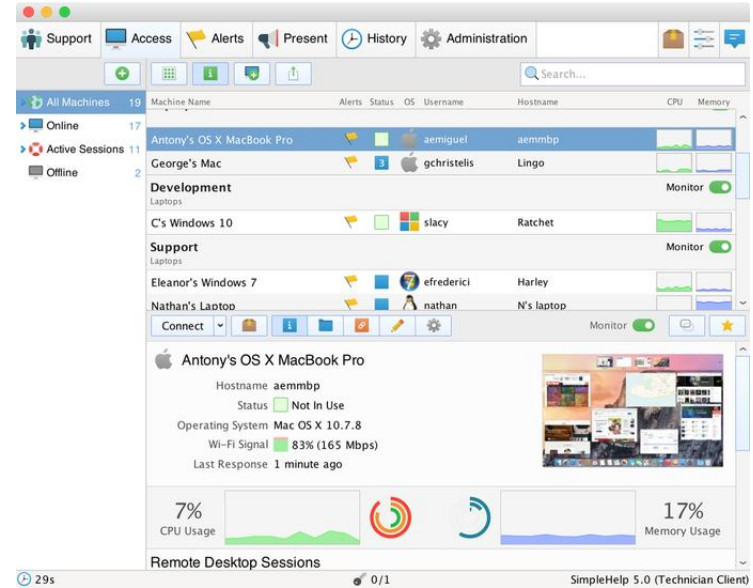 Support Access Alerts Present History Administration
Search...
All Machines 19
Online 17
Active Sessions 11
Offline 2
Machine Name Alerts Status OS Username Hostname CPU Memory
Antony's OS X MacBook Pro aemiguel aemmbp
George's Mac 3 gchristelis Lingo
Development Monitor
Laptops
C's Windows 10 slacy Ratchet
Support Monitor
Laptops
Eleanor's Windows 7 efrederici Harley
Nathan's Laptop nathan N's laptop
Connect Monitor
Antony's OS X MacBook Pro
Hostname aemmbp
Status Not In Use
Operating System Mac OS X 10.7.8
Wi-Fi Signal 83% (165 Mbps)
Last Response 1 minute ago
7% 17%
CPU Usage Memory Usage
Remote Desktop Sessions
29s 0/1 SimpleHelp 5.0 (Technician Client)